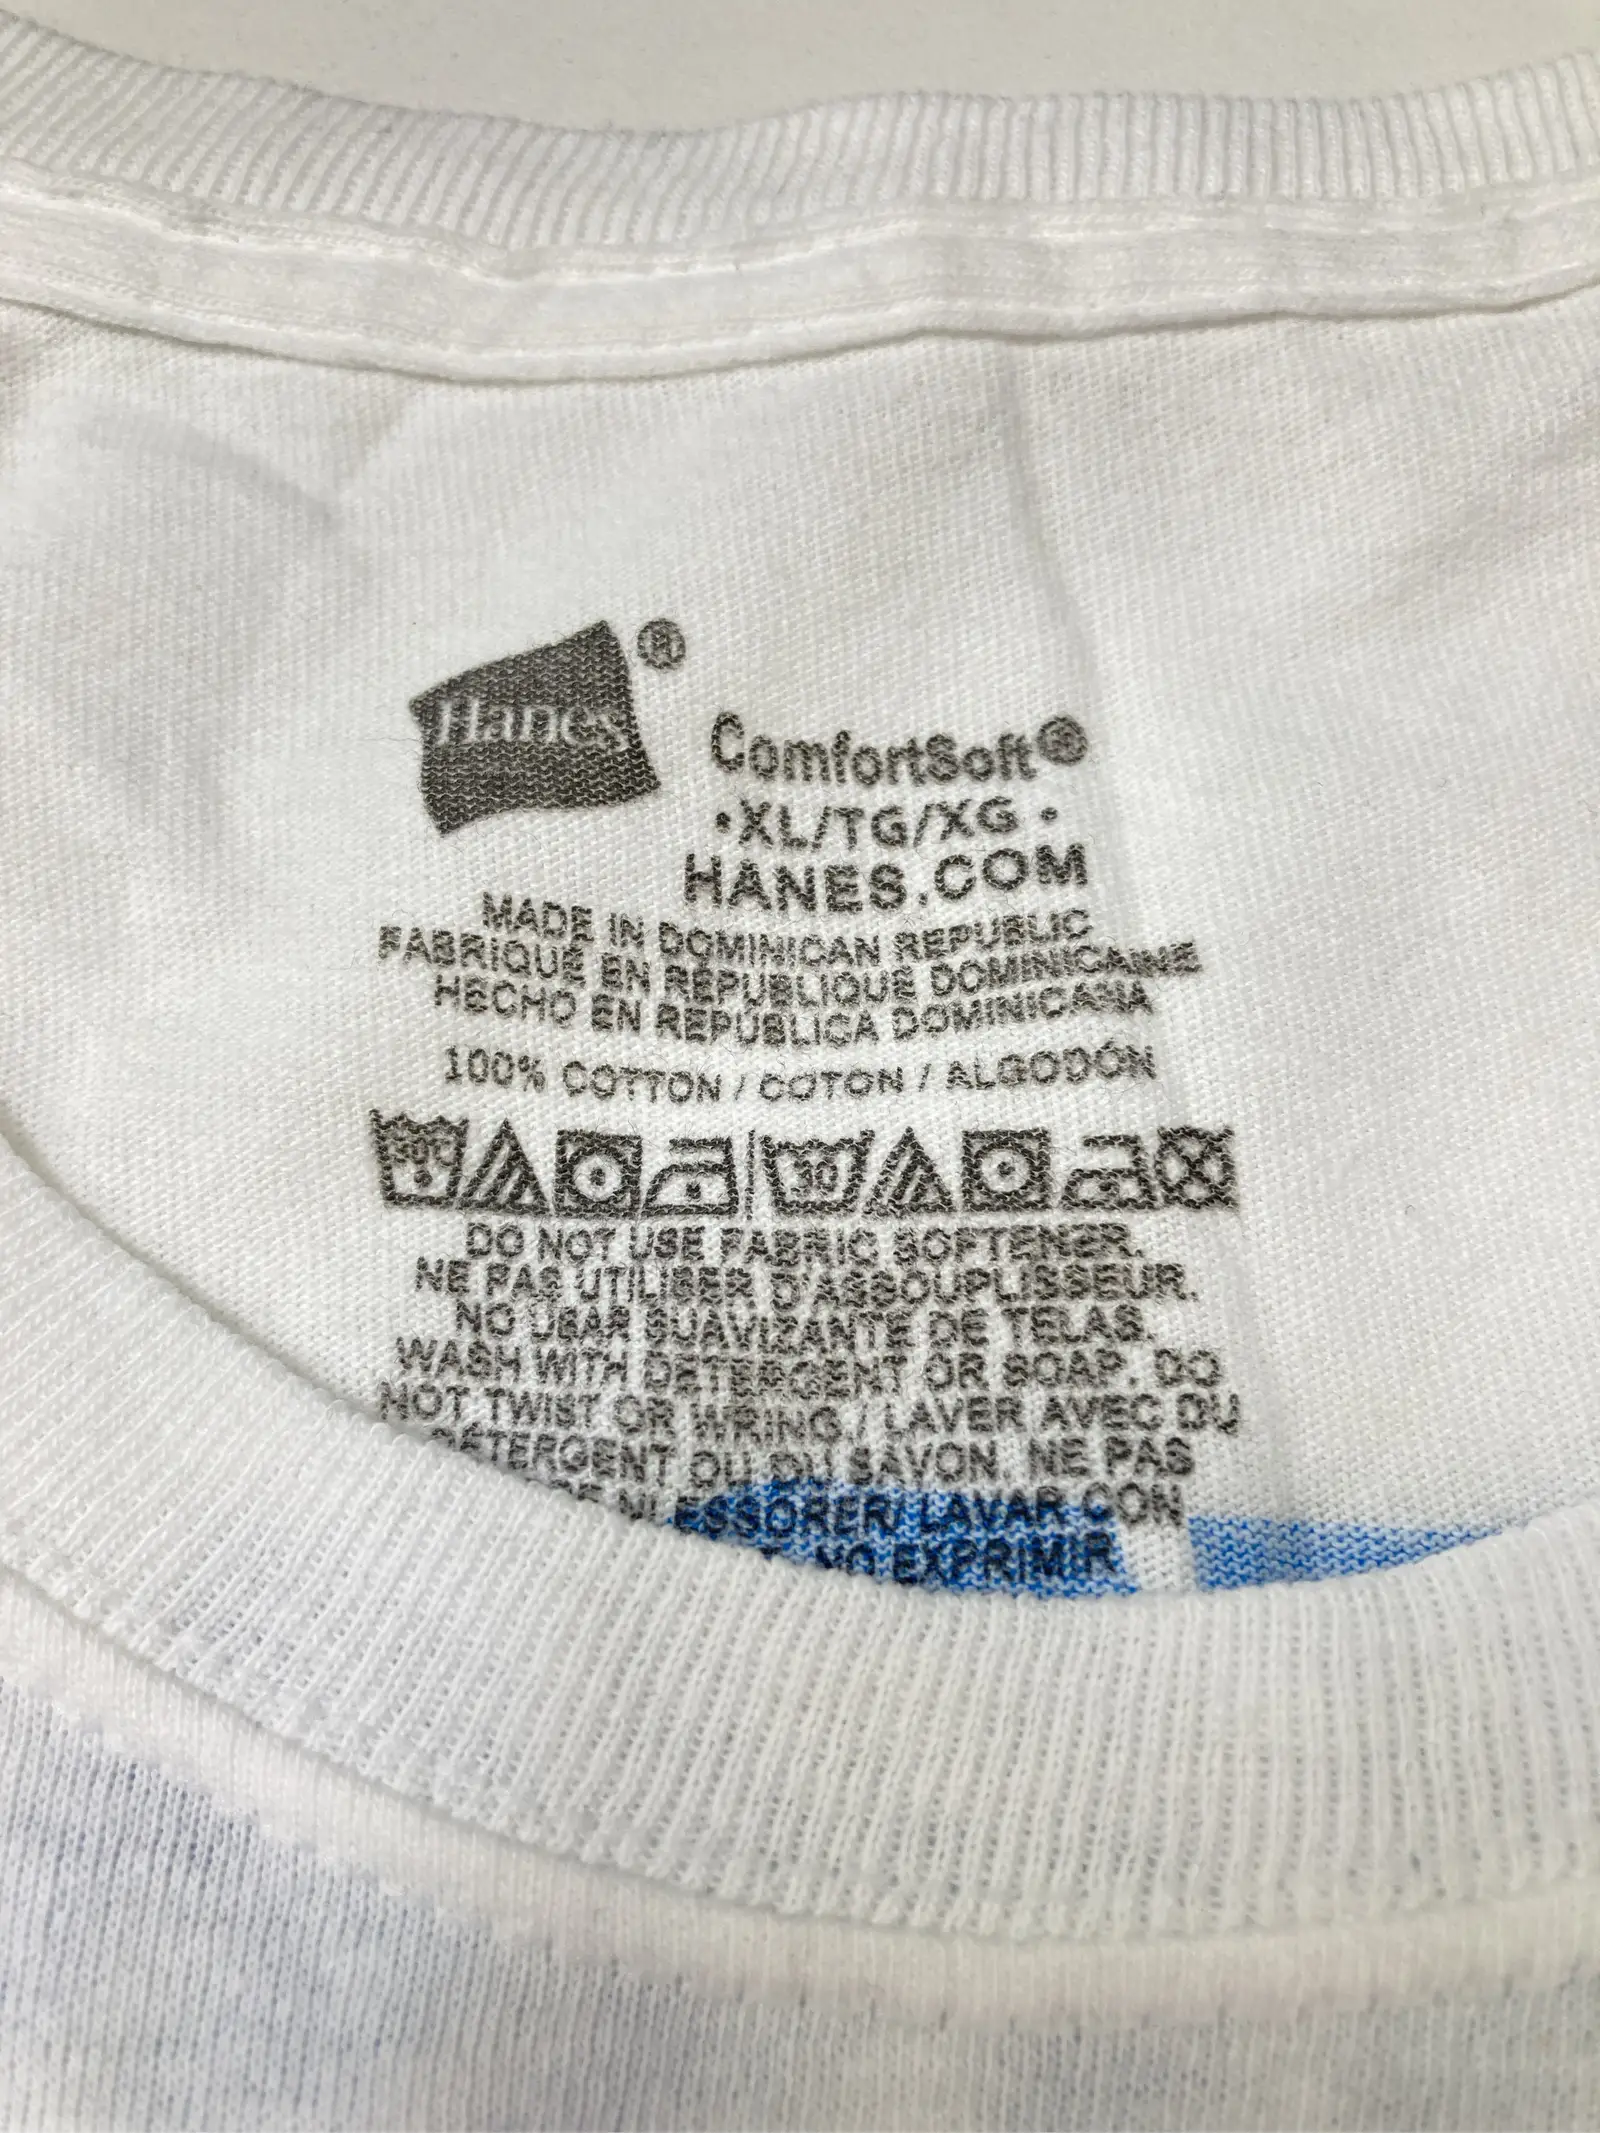 Hanes®
ComfortSoft®
•XL/TG/XG•
HANES.COM
MADE IN DOMINICAN REPUBLIC
FABRIQUÉ EN RÉPUBLIQUE DOMINICAINE
HECHO EN REPÚBLICA DOMINICANA
100% COTTON / COTON / ALGODÓN
30°C 30
DO NOT USE FABRIC SOFTENER.
NE PAS UTILISER D'ASSOUPLISSEUR.
NO USAR SUAVIZANTE DE TELAS.
WASH WITH DETERGENT OR SOAP. DO
NOT TWIST OR WRING / LAVER AVEC DU
DÉTERGENT OU DU SAVON. NE PAS
NI ESSORER/ LAVAR CON
NO EXPRIMIR